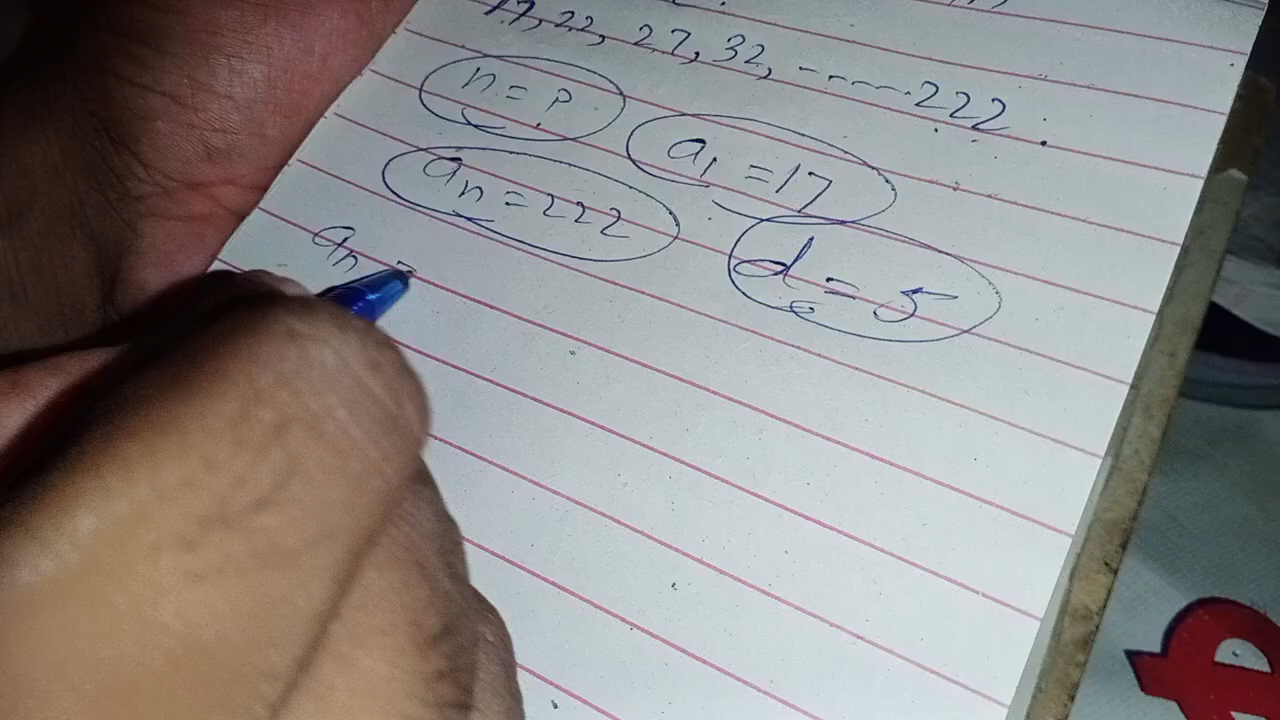 17, 22, 27, 32, ------- 222.
n = ?
a₁ = 17
aₙ = 222
d = 5
aₙ =